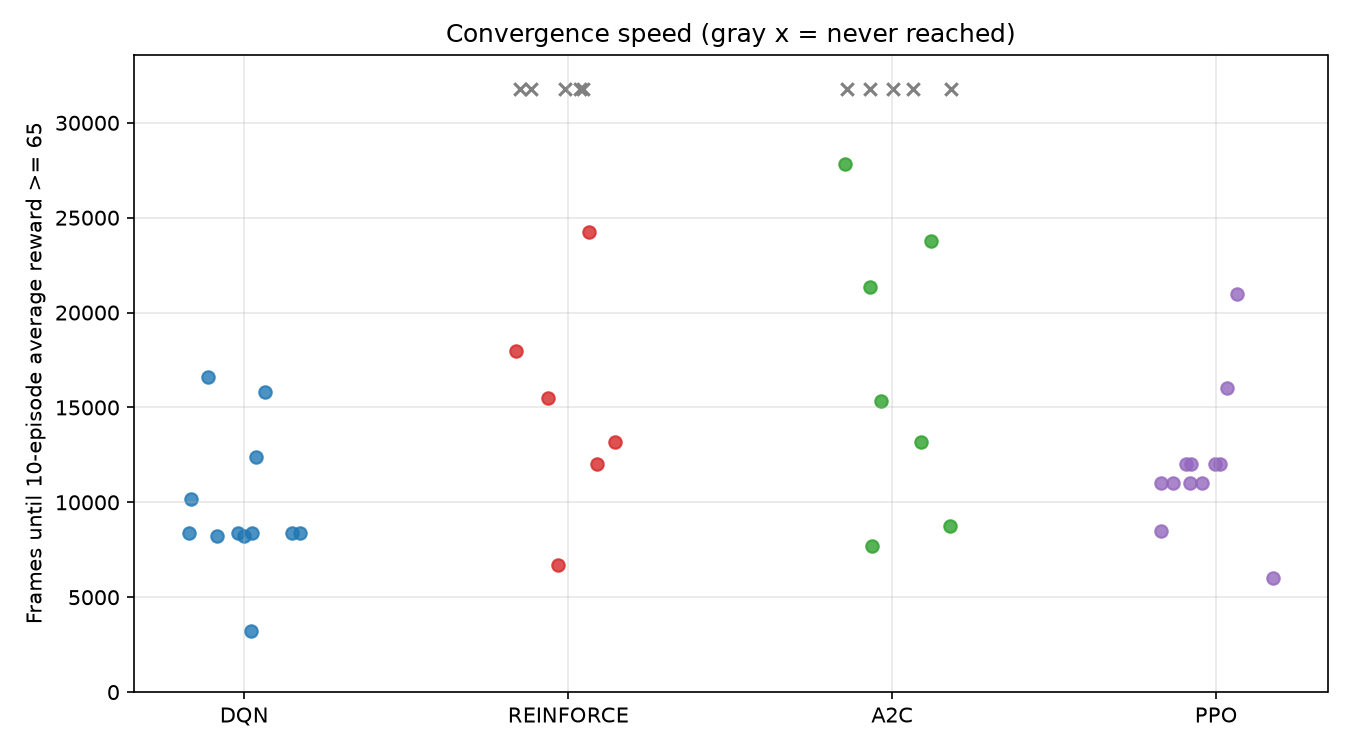 Convergence speed (gray x = never reached)
Frames until 10-episode average reward >= 65
30000
25000
20000
15000
10000
5000
0
DQN
REINFORCE
A2C
PPO